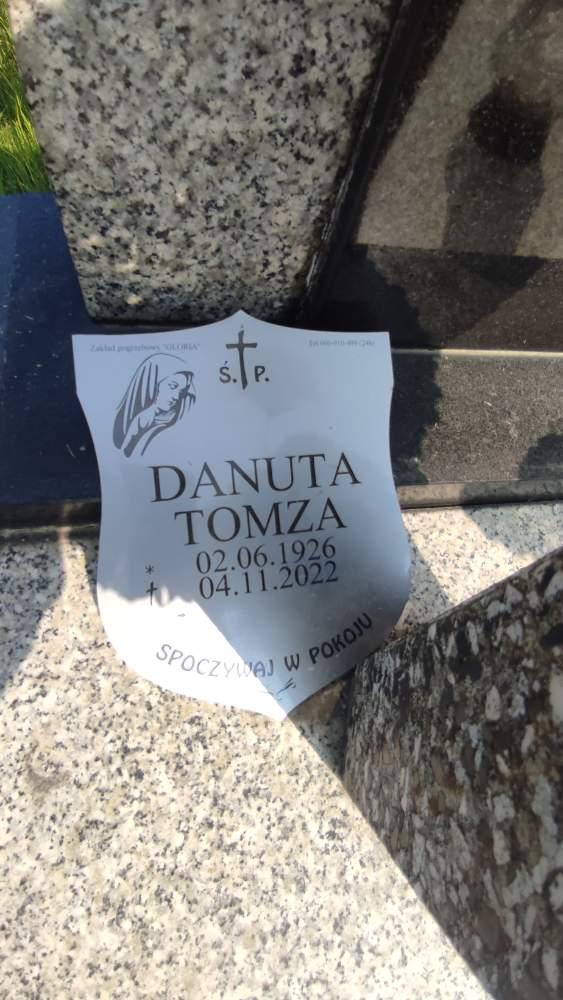 Zakład pogrzebowy "GLORIA"
Ś. P.
DANUTA
TOMZA
* 02.06.1926
† 04.11.2022
SPOCZYWAJ W POKOJU